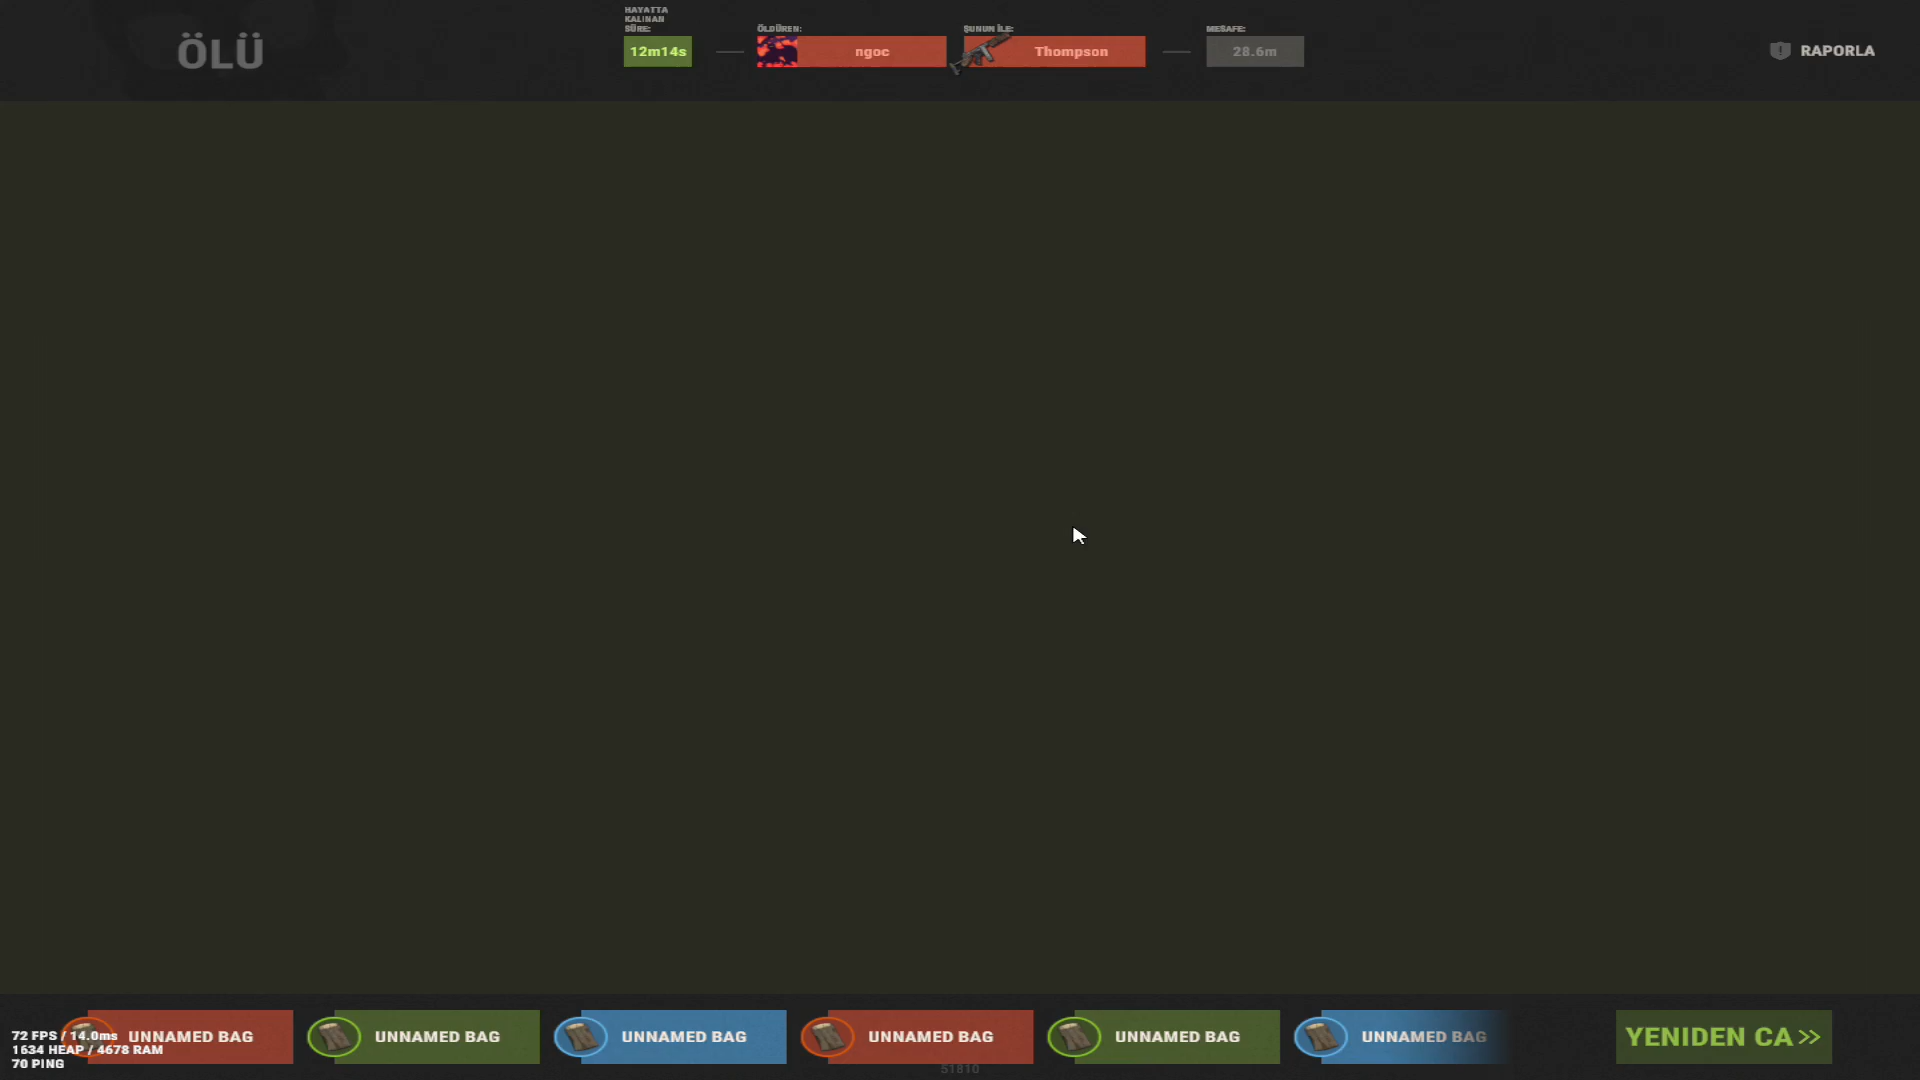 HAYATTA
KALINAN
SÜRE:
ÖLÜ
12m14s
ÖLDÜREN:
ngoc
ŞUNUN İLE:
Thompson
MESAFE:
28.6m
RAPORLA
UNNAMED BAG
UNNAMED BAG
UNNAMED BAG
UNNAMED BAG
UNNAMED BAG
UNNAMED BAG
YENIDEN CA >>
72 FPS / 14.0ms
1634 HEAP / 4678 RAM
70 PING
51810